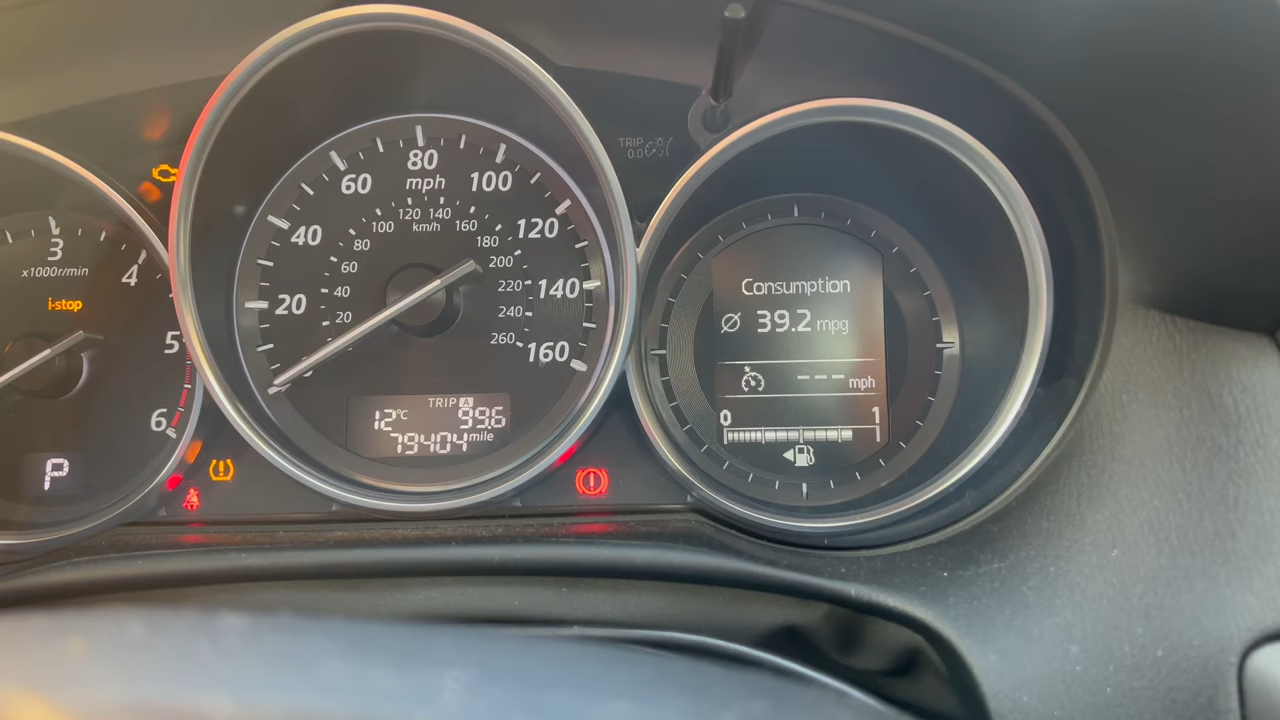 3
x1000r/min
4
i-stop
5
6
P
20
40
60
80
mph
100
120
140
160
20
40
60
80
100
120
140
km/h
160
180
200
220
240
260
TRIP A
12°C 99.6
79404 mile
TRIP
0.0
Consumption
Ø 39.2 mpg
--- mph
0 1